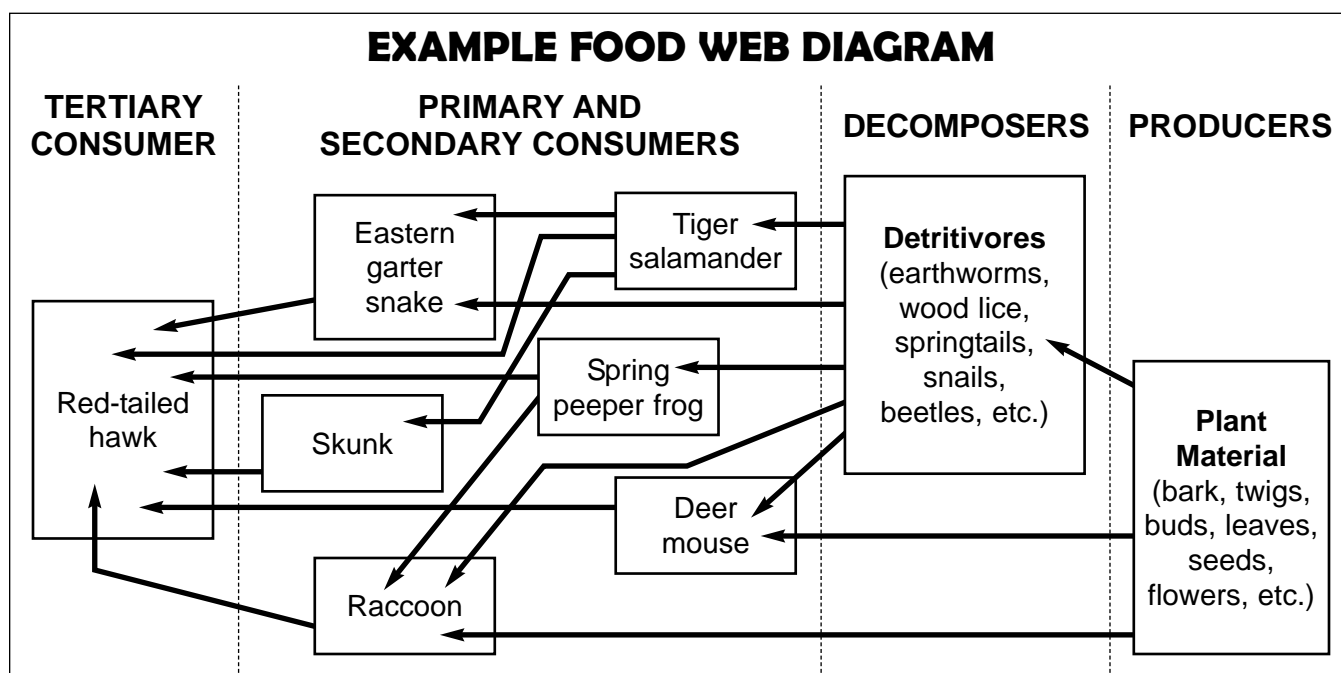 EXAMPLE FOOD WEB DIAGRAM
TERTIARY
CONSUMER
PRIMARY AND
SECONDARY CONSUMERS
DECOMPOSERS
PRODUCERS
Eastern
garter
snake
Tiger
salamander
Detritivores
(earthworms,
wood lice,
springtails,
snails,
beetles, etc.)
Red-tailed
hawk
Spring
peeper frog
Skunk
Plant
Material
(bark, twigs,
buds, leaves,
seeds,
flowers, etc.)
Deer
mouse
Raccoon